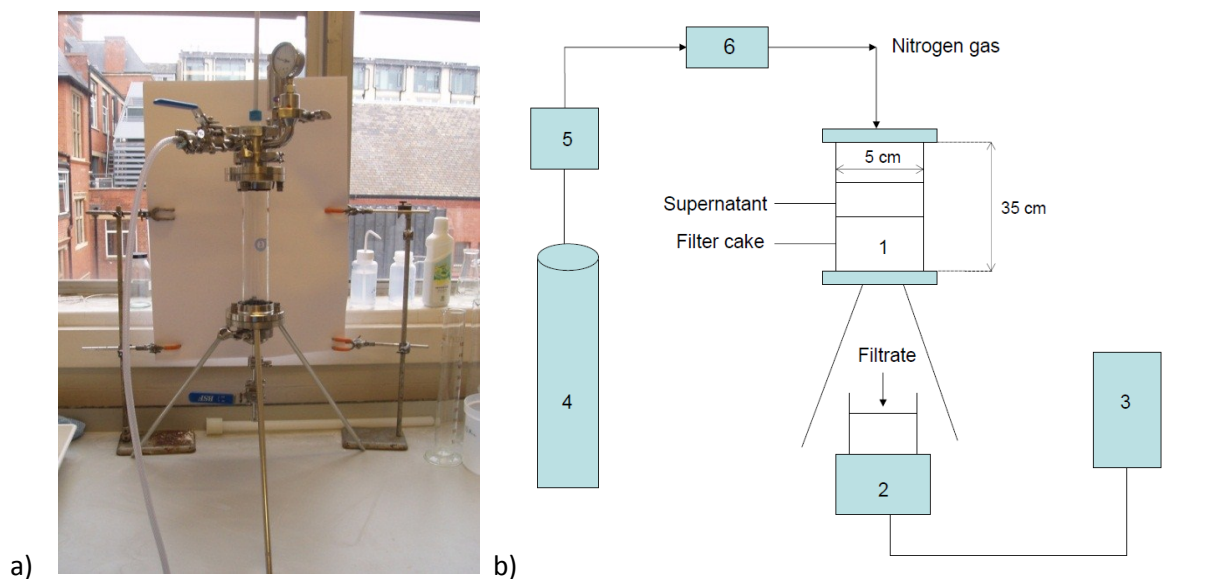 6
Nitrogen gas
5
5 cm
Supernatant
35 cm
Filter cake
1
Filtrate
4
3
2
a)
b)